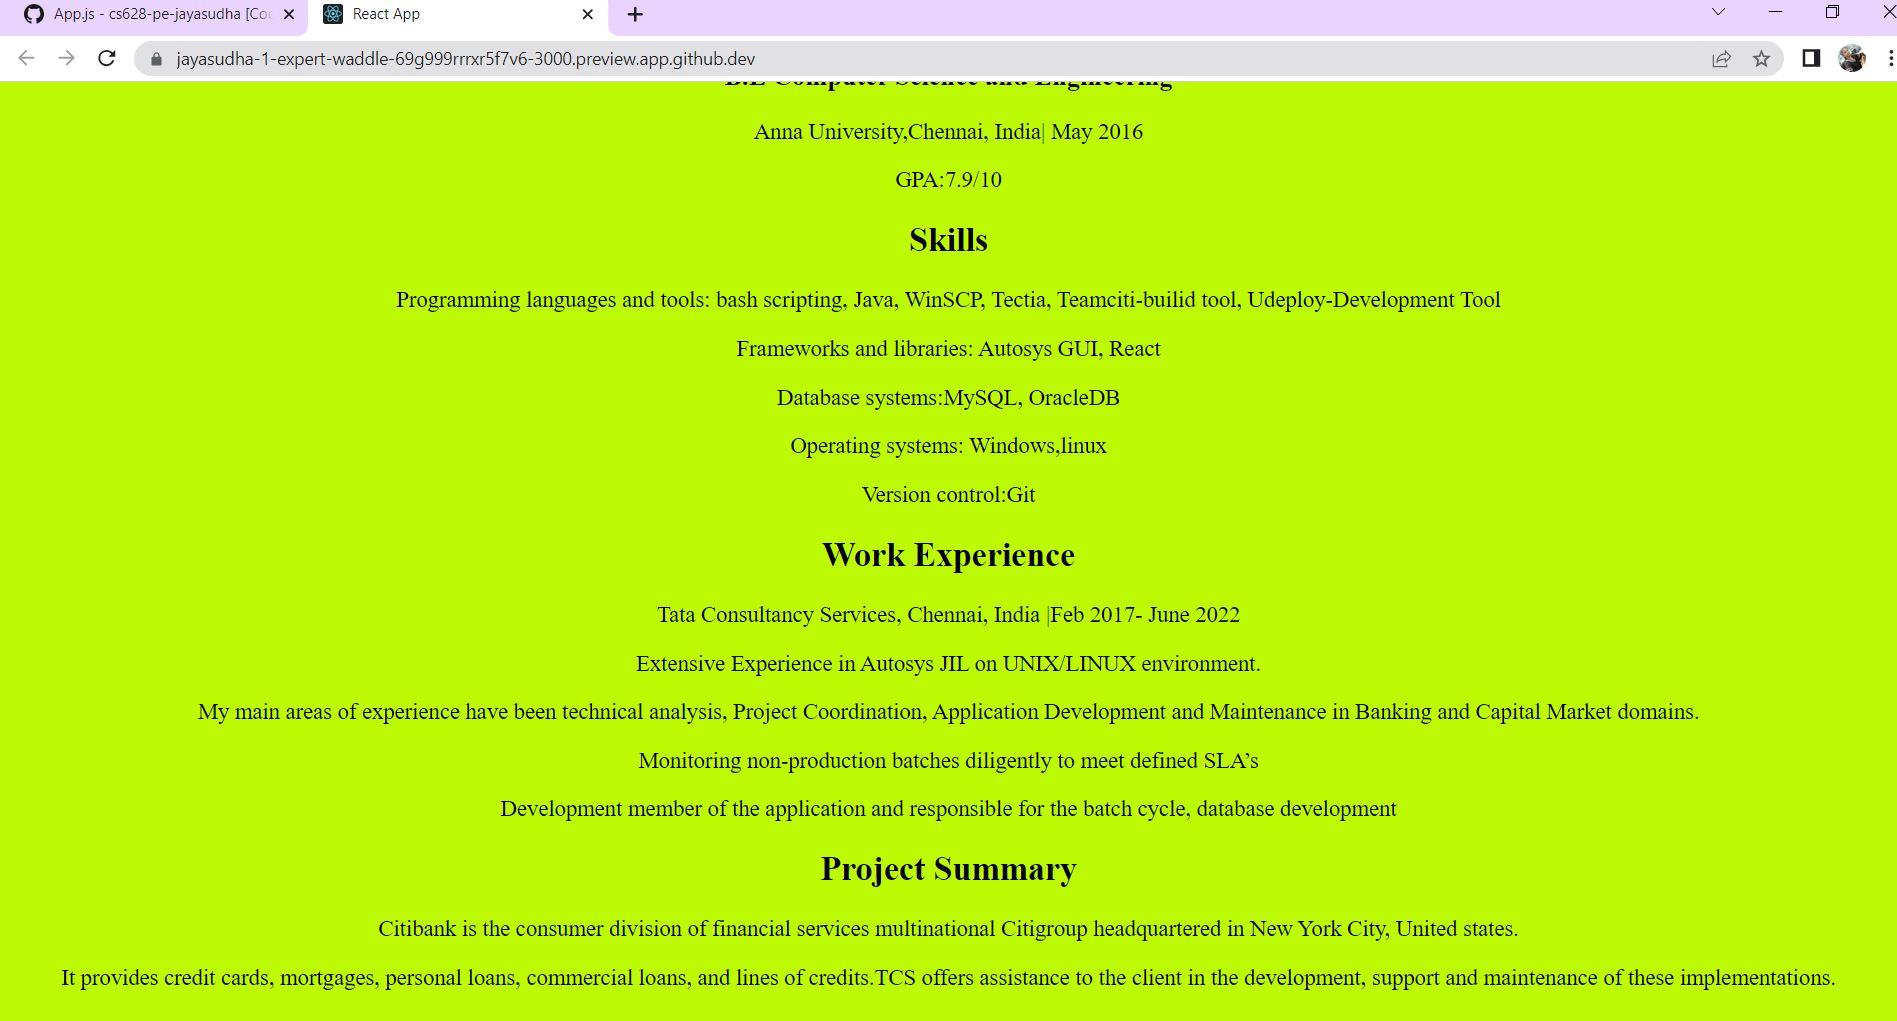 App.js - cs628-pe-jayasudha [Co
React App
jayasudha-1-expert-waddle-69g999rrrxr5f7v6-3000.preview.app.github.dev
B.E Computer Science and Engineering
Anna University,Chennai, India| May 2016
GPA:7.9/10
Skills
Programming languages and tools: bash scripting, Java, WinSCP, Tectia, Teamciti-builid tool, Udeploy-Development Tool
Frameworks and libraries: Autosys GUI, React
Database systems:MySQL, OracleDB
Operating systems: Windows,linux
Version control:Git
Work Experience
Tata Consultancy Services, Chennai, India |Feb 2017- June 2022
Extensive Experience in Autosys JIL on UNIX/LINUX environment.
My main areas of experience have been technical analysis, Project Coordination, Application Development and Maintenance in Banking and Capital Market domains.
Monitoring non-production batches diligently to meet defined SLA’s
Development member of the application and responsible for the batch cycle, database development
Project Summary
Citibank is the consumer division of financial services multinational Citigroup headquartered in New York City, United states.
It provides credit cards, mortgages, personal loans, commercial loans, and lines of credits.TCS offers assistance to the client in the development, support and maintenance of these implementations.